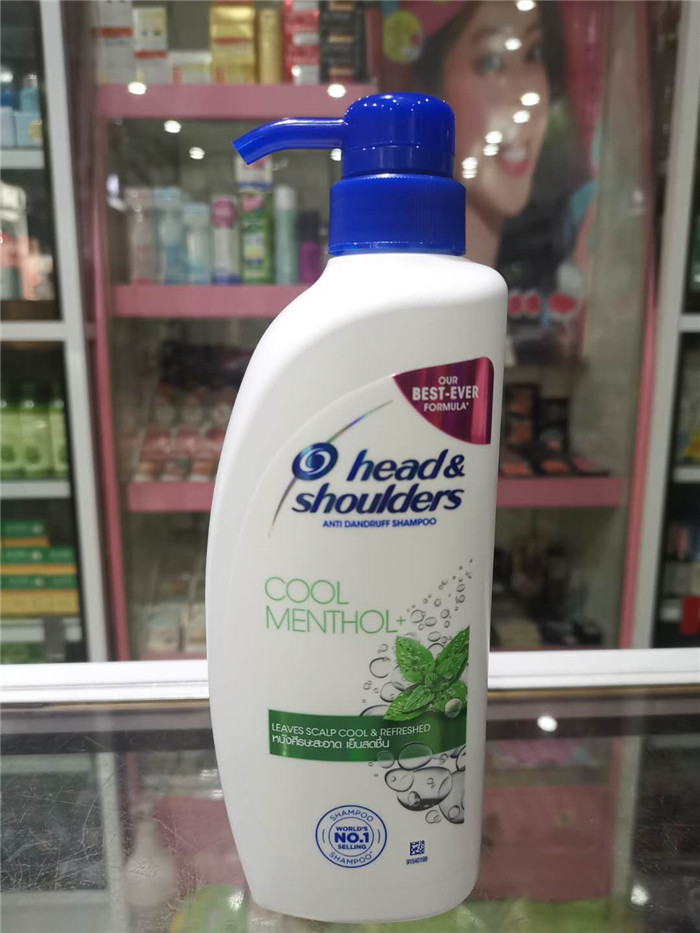 OUR
BEST-EVER
FORMULA*
head &
shoulders
ANTI DANDRUFF SHAMPOO
COOL
MENTHOL+
LEAVES SCALP COOL & REFRESHED
หนังศีรษะสะอาด เย็นสดชื่น
SHAMPOO
WORLD'S
NO.1
SELLING
SHAMPOO*
91540198